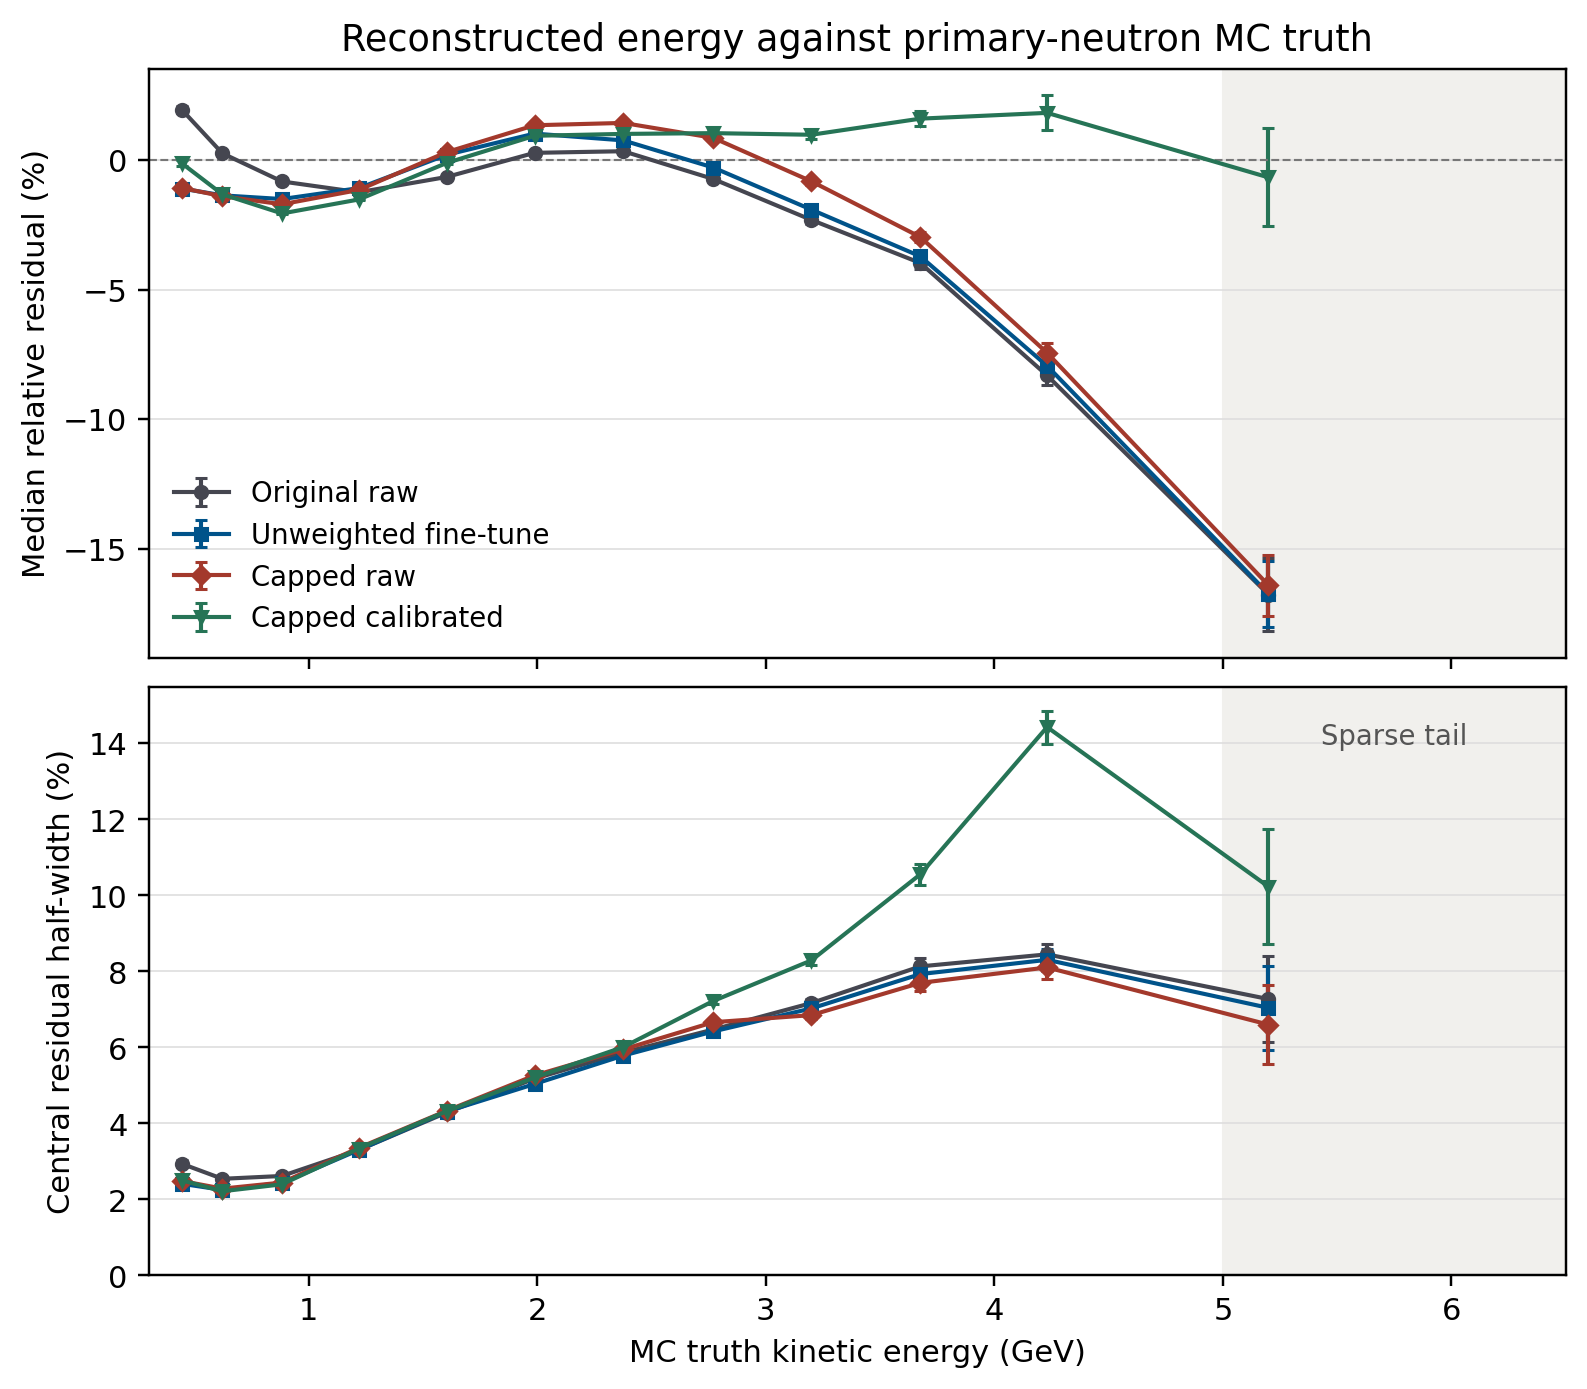 Reconstructed energy against primary-neutron MC truth
Median relative residual (%)
0
−5
−10
−15
Original raw
Unweighted fine-tune
Capped raw
Capped calibrated
Central residual half-width (%)
14
12
10
8
6
4
2
0
Sparse tail
1 2 3 4 5 6
MC truth kinetic energy (GeV)